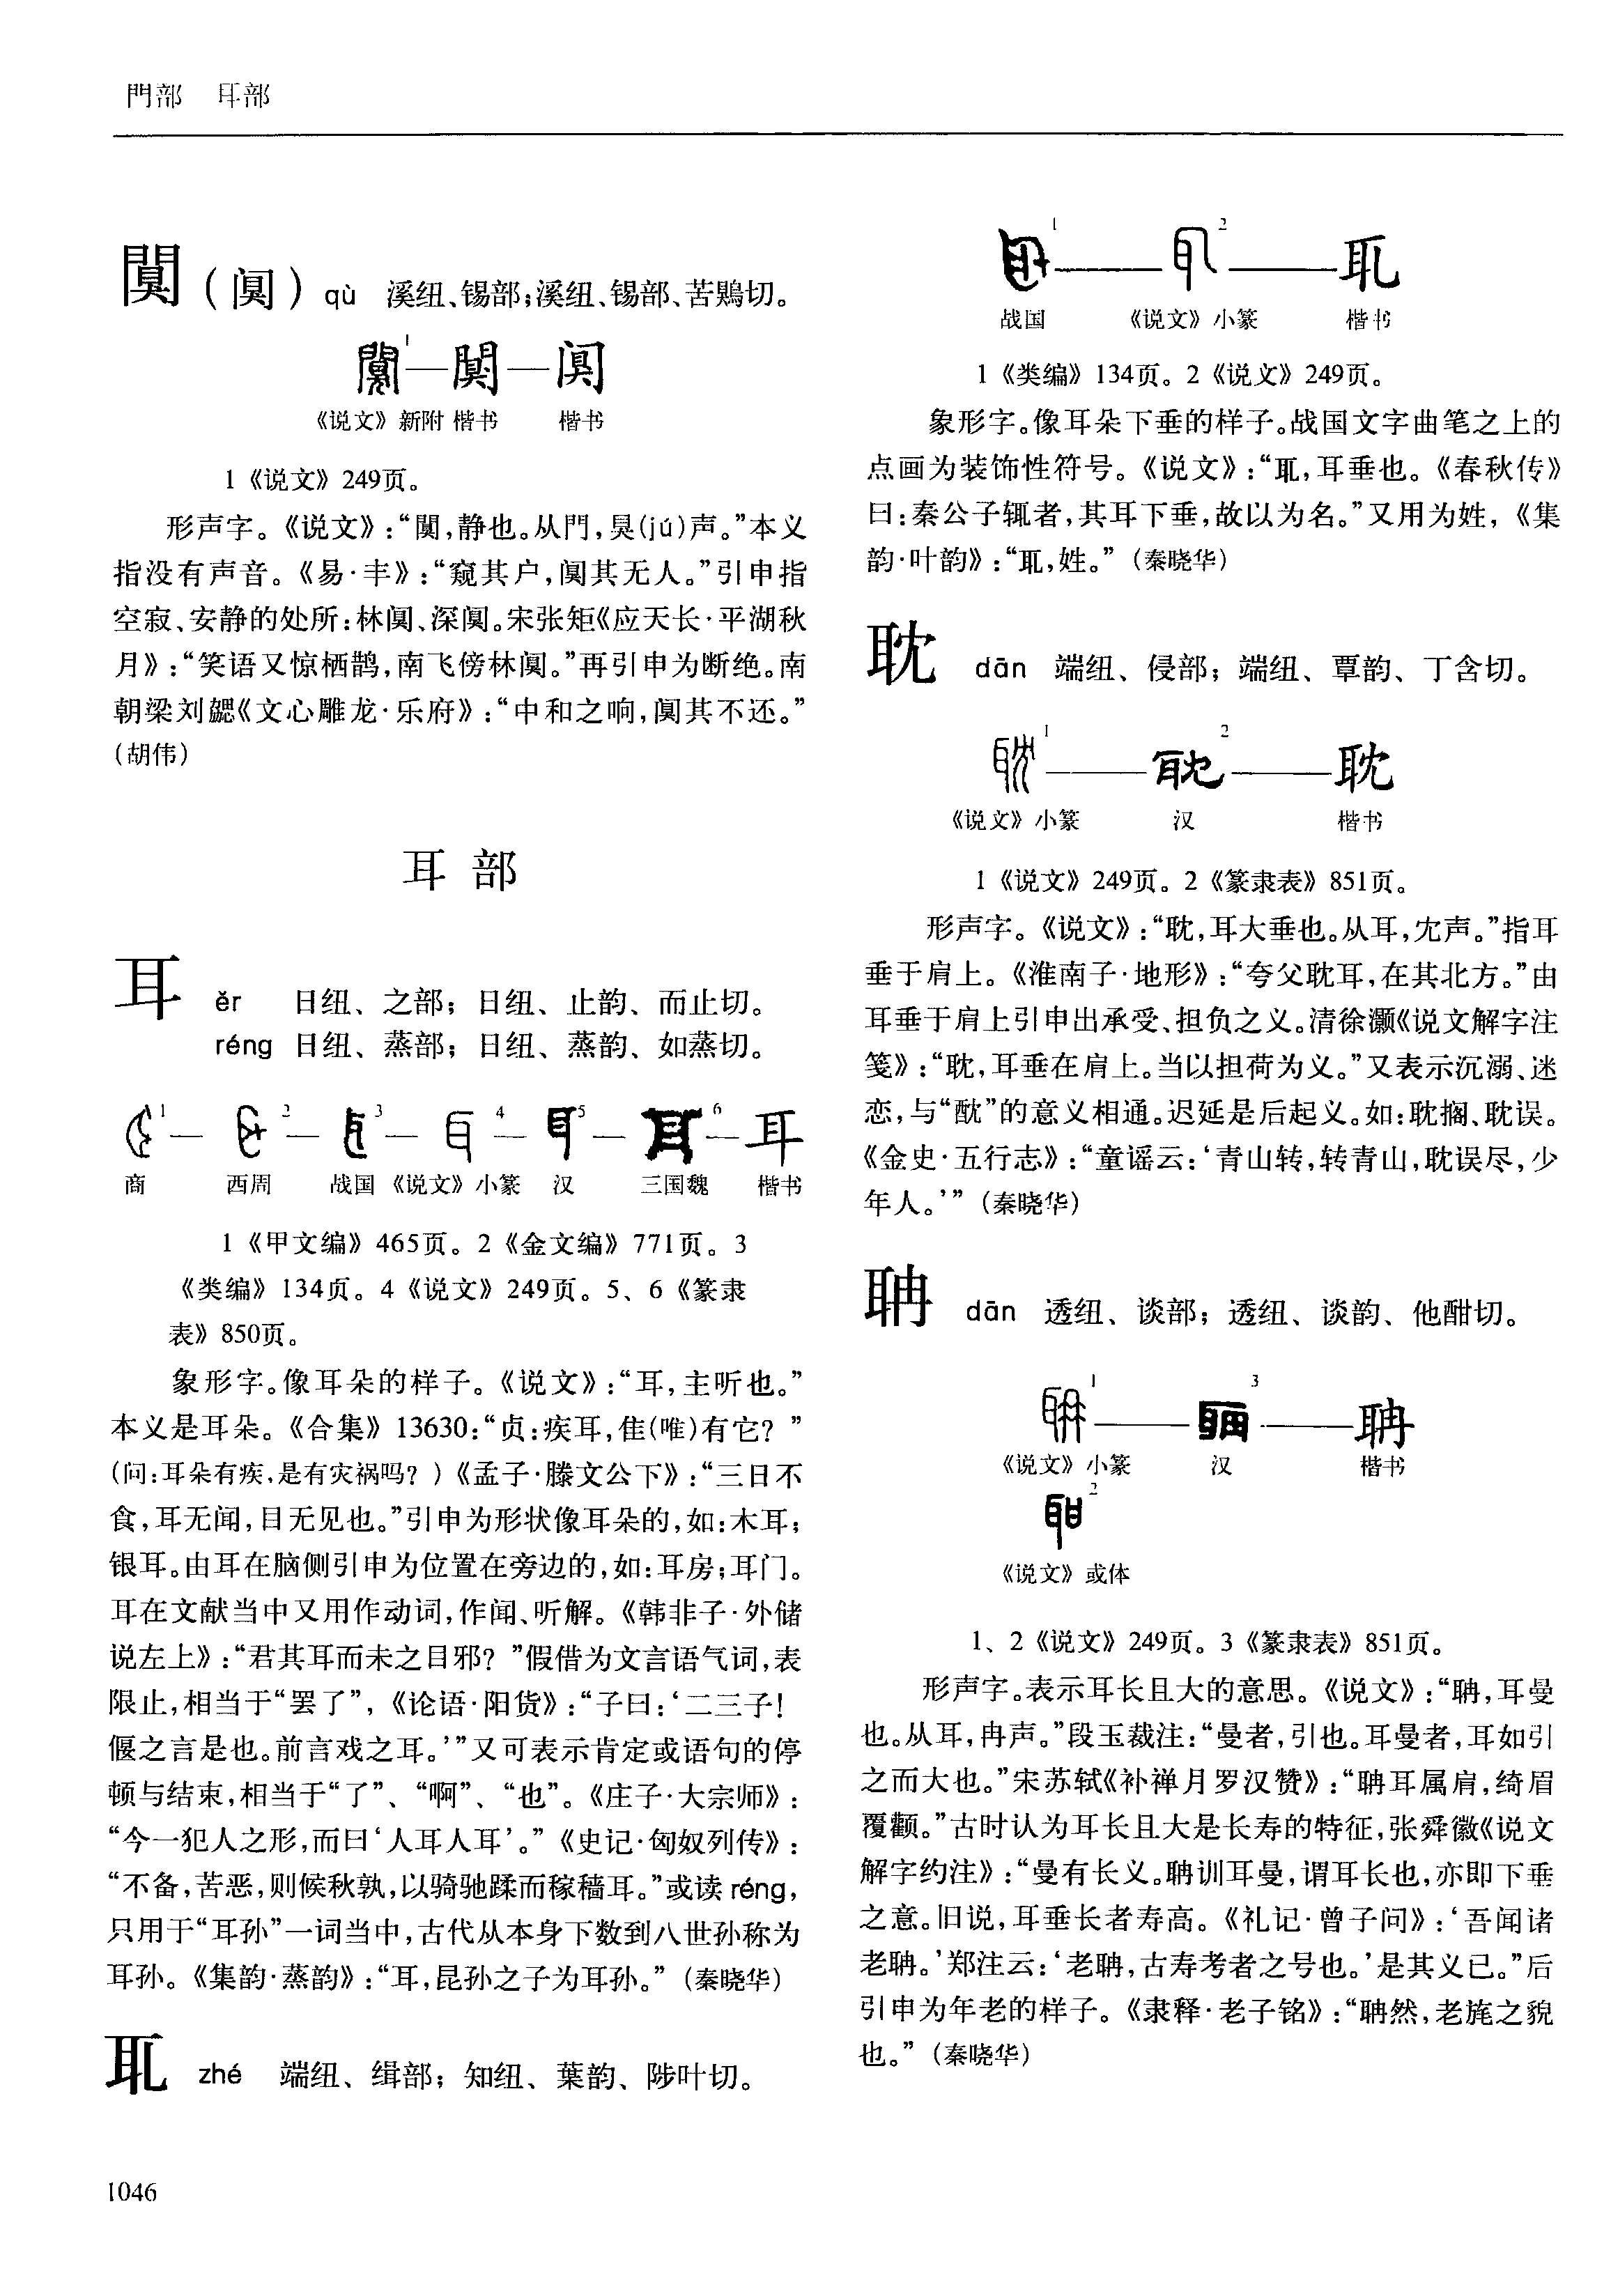 門部 耳部
闃（阒）qù 溪纽、锡部；溪纽、锡部、苦鶪切。
1
《说文》新附 楷书 楷书
1《说文》249页。
形声字。《说文》：“闃，静也。从門，狊(jú)声。”本义
指没有声音。《易·丰》：“窥其户，阒其无人。”引申指
空寂、安静的处所：林阒、深阒。宋张矩《应天长·平湖秋
月》：“笑语又惊栖鹊，南飞傍林阒。”再引申为断绝。南
朝梁刘勰《文心雕龙·乐府》：“中和之响，阒其不还。”
（胡伟）
耳部
耳 ěr 日纽、之部；日纽、止韵、而止切。
réng 日纽、蒸部；日纽、蒸韵、如蒸切。
1 2 3 4 5 6 耳
商 西周 战国 《说文》小篆 汉 三国魏 楷书
1《甲文编》465页。2《金文编》771页。3
《类编》134页。4《说文》249页。5、6《篆隶
表》850页。
象形字。像耳朵的样子。《说文》：“耳，主听也。”
本义是耳朵。《合集》13630：“贞：疾耳，隹(唯)有它？”
(问：耳朵有疾，是有灾祸吗？)《孟子·滕文公下》：“三日不
食，耳无闻，目无见也。”引申为形状像耳朵的，如：木耳；
银耳。由耳在脑侧引申为位置在旁边的，如：耳房；耳门。
耳在文献当中又用作动词，作闻、听解。《韩非子·外储
说左上》：“君其耳而未之目邪？”假借为文言语气词，表
限止，相当于“罢了”，《论语·阳货》：“子曰：‘二三子！
偃之言是也。前言戏之耳。’”又可表示肯定或语句的停
顿与结束，相当于“了”、“啊”、“也”。《庄子·大宗师》：
“今一犯人之形，而曰‘人耳人耳’。”《史记·匈奴列传》：
“不备，苦恶，则候秋孰，以骑驰蹂而稼穑耳。”或读réng，
只用于“耳孙”一词当中，古代从本身下数到八世孙称为
耳孙。《集韵·蒸韵》：“耳，昆孙之子为耳孙。”（秦晓华）
耴 zhé 端纽、缉部；知纽、葉韵、陟叶切。
1 2 耴
战国 《说文》小篆 楷书
1《类编》134页。2《说文》249页。
象形字。像耳朵下垂的样子。战国文字曲笔之上的
点画为装饰性符号。《说文》：“耴，耳垂也。《春秋传》
曰：秦公子辄者，其耳下垂，故以为名。”又用为姓，《集
韵·叶韵》：“耴，姓。”（秦晓华）
耽 dān 端纽、侵部；端纽、覃韵、丁含切。
1 2 耽
《说文》小篆 汉 楷书
1《说文》249页。2《篆隶表》851页。
形声字。《说文》：“耽，耳大垂也。从耳，冘声。”指耳
垂于肩上。《淮南子·地形》：“夸父耽耳，在其北方。”由
耳垂于肩上引申出承受、担负之义。清徐灏《说文解字注
笺》：“耽，耳垂在肩上。当以担荷为义。”又表示沉溺、迷
恋，与“酖”的意义相通。迟延是后起义。如：耽搁、耽误。
《金史·五行志》：“童谣云：‘青山转，转青山，耽误尽，少
年人。’”（秦晓华）
聃 dān 透纽、谈部；透纽、谈韵、他酣切。
1 3 聃
《说文》小篆 汉 楷书
2
《说文》或体
1、2《说文》249页。3《篆隶表》851页。
形声字。表示耳长且大的意思。《说文》：“聃，耳曼
也。从耳，冉声。”段玉裁注：“曼者，引也。耳曼者，耳如引
之而大也。”宋苏轼《补禅月罗汉赞》：“聃耳属肩，绮眉
覆颧。”古时认为耳长且大是长寿的特征，张舜徽《说文
解字约注》：“曼有长义。聃训耳曼，谓耳长也，亦即下垂
之意。旧说，耳垂长者寿高。《礼记·曾子问》：‘吾闻诸
老聃。’郑注云：‘老聃，古寿考者之号也。’是其义已。”后
引申为年老的样子。《隶释·老子铭》：“聃然，老旄之貌
也。”（秦晓华）
1046